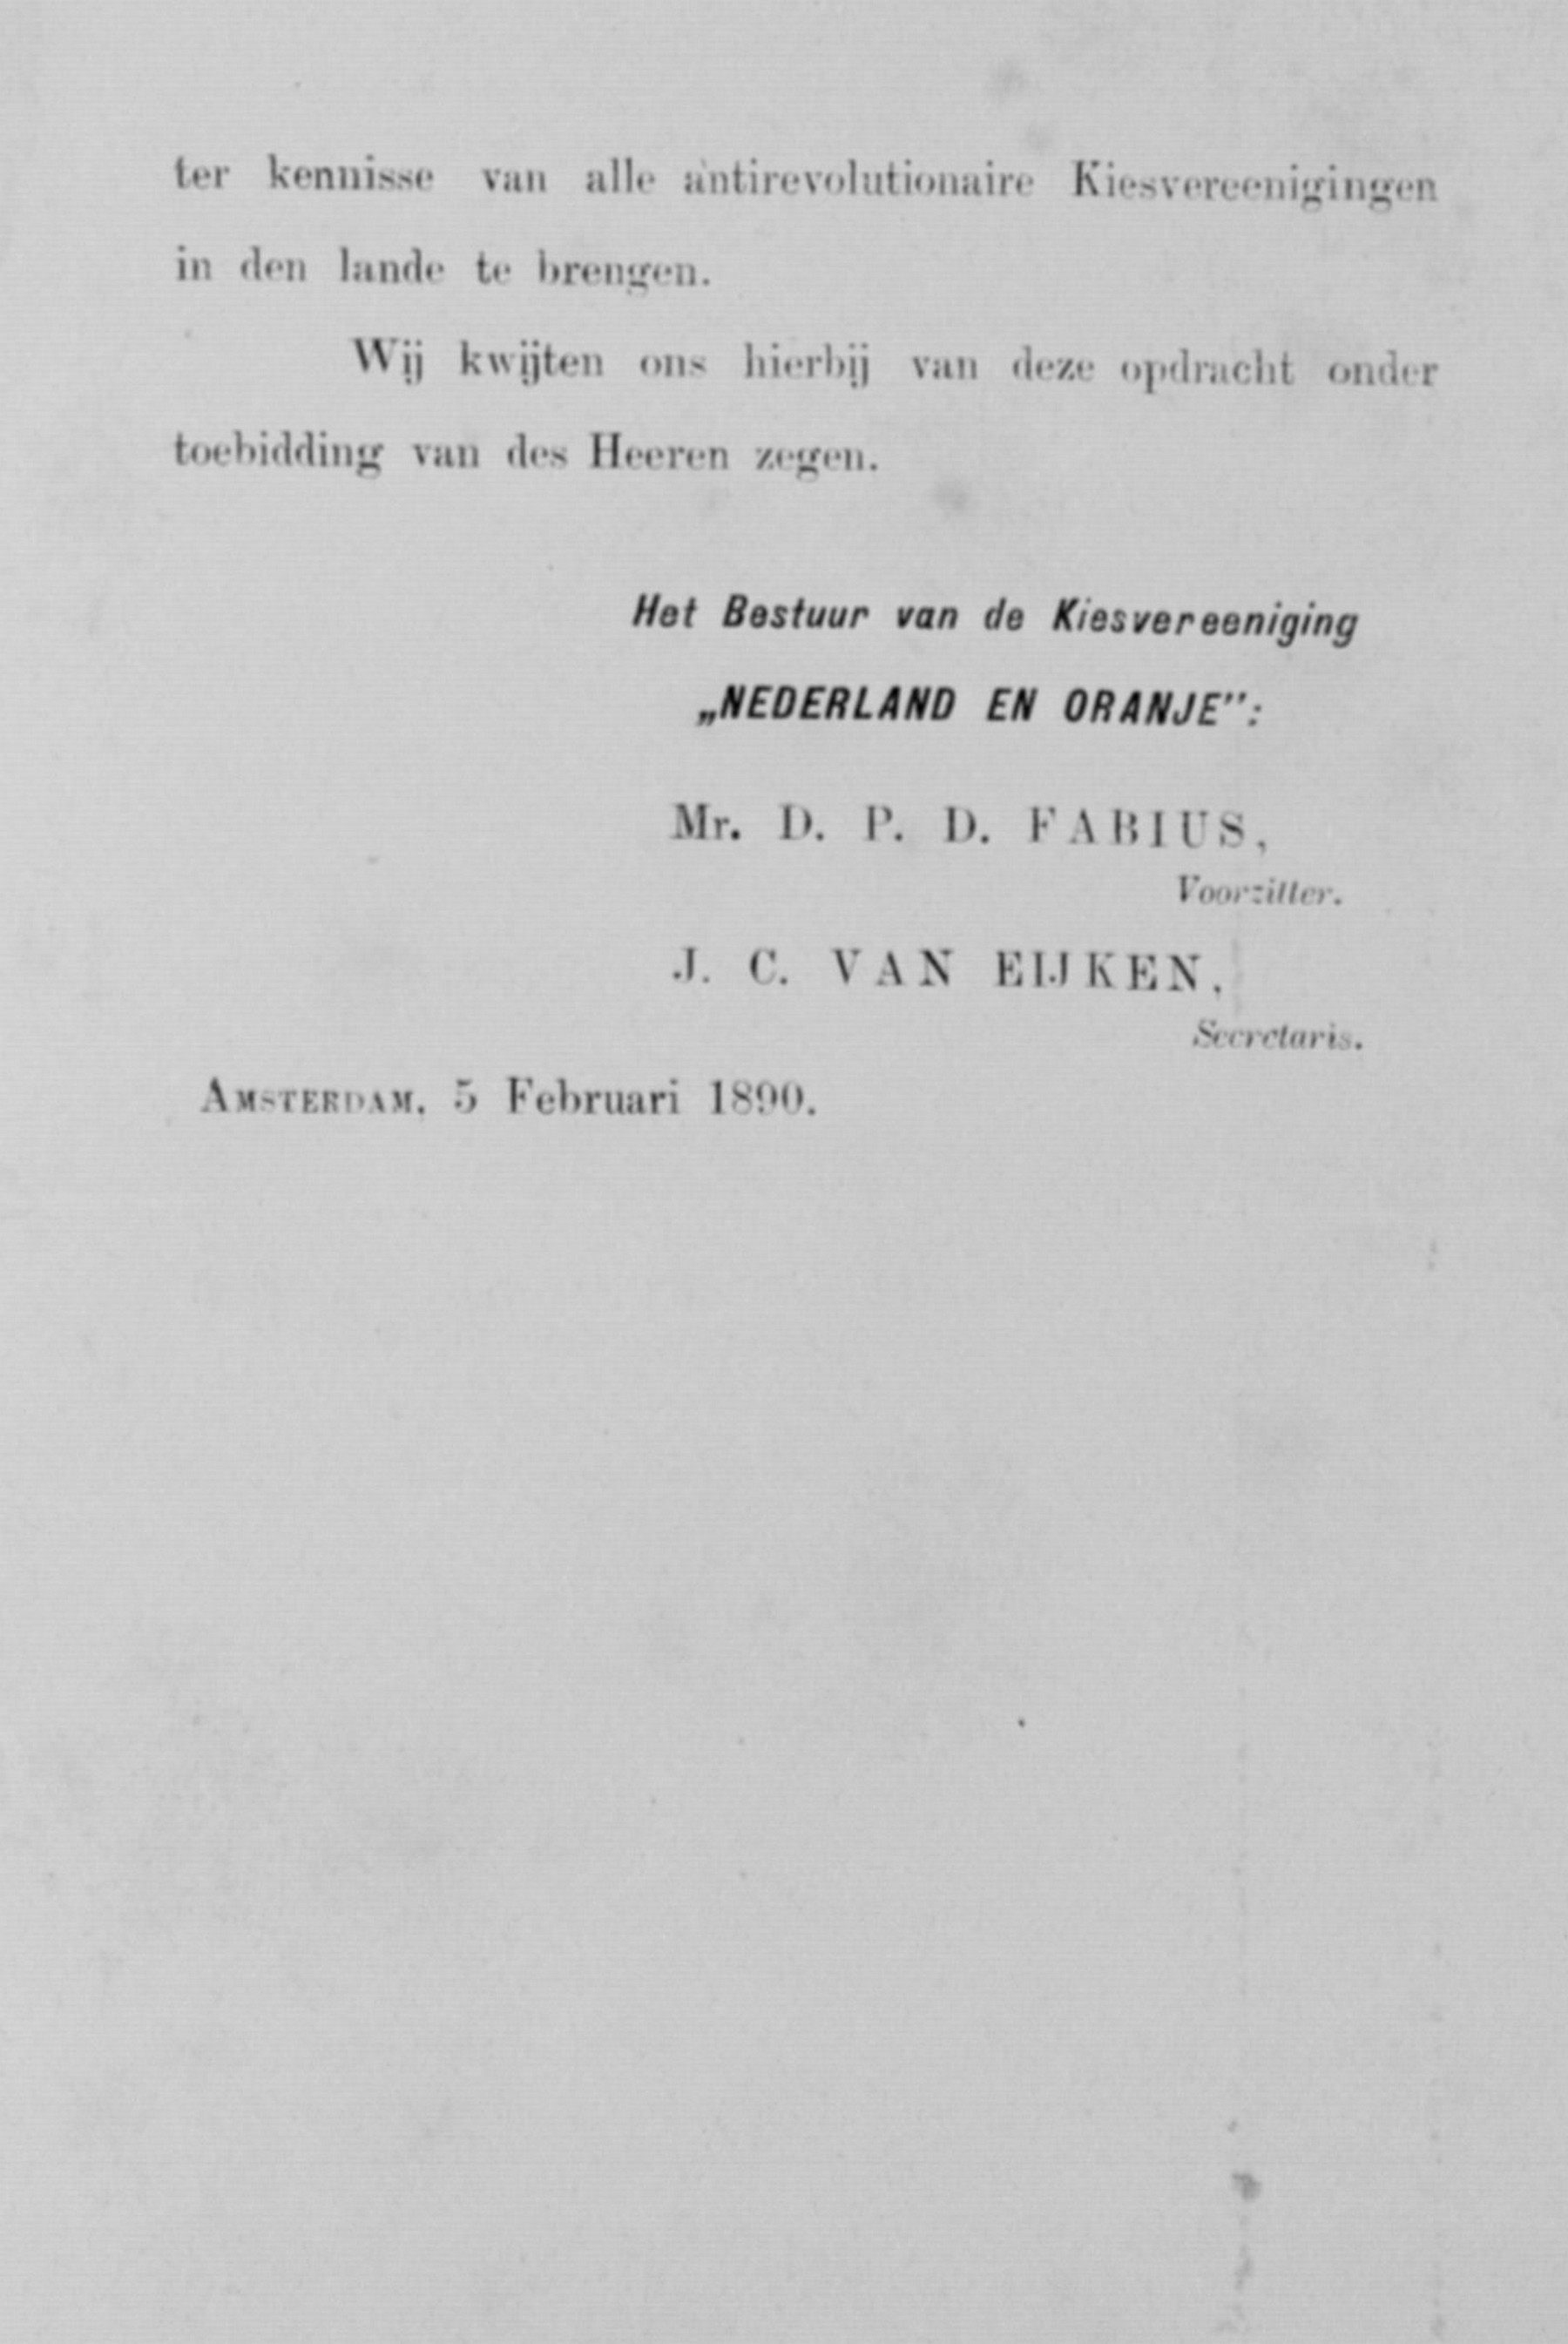 ter kennisse van alle antirevolutionaire Kiesvereenigingen
in den lande te brengen.
Wij kwijten ons hierbij van deze opdracht onder
toebidding van des Heeren zegen.
Het Bestuur van de Kiesvereeniging
„NEDERLAND EN ORANJE”:
Mr. D. P. D. FABIUS,
Voorzitter.
J. C. VAN EIJKEN,
Secretaris.
AMSTERDAM, 5 Februari 1890.